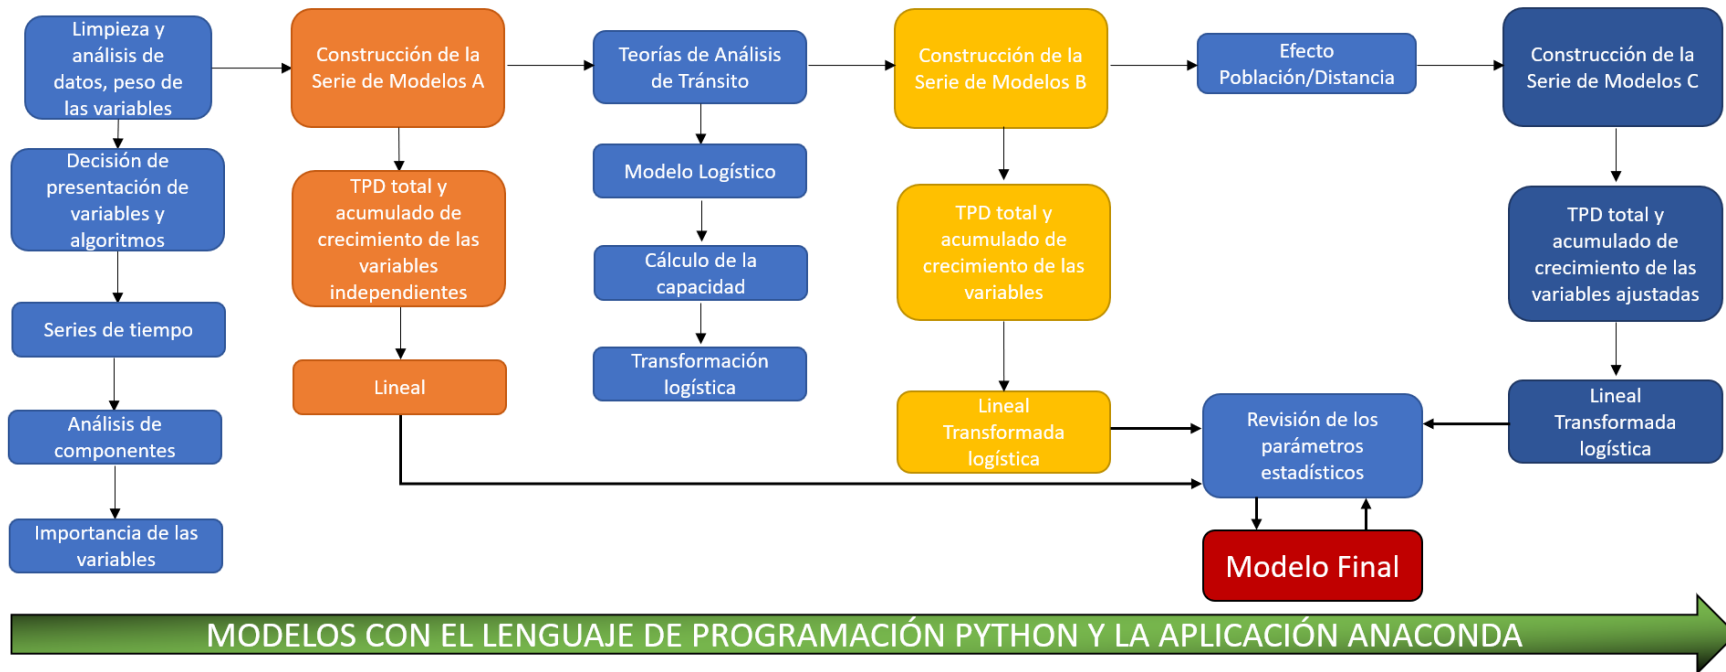 Limpieza y
análisis de
datos, peso de
las variables
Decisión de
presentación de
variables y
algoritmos
Series de tiempo
Análisis de
componentes
Importancia de las
variables
Construcción de la
Serie de Modelos A
TPD total y
acumulado de
crecimiento de las
variables
independientes
Lineal
Teorías de Análisis
de Tránsito
Modelo Logístico
Cálculo de la
capacidad
Transformación
logística
Construcción de la
Serie de Modelos B
TPD total y
acumulado de
crecimiento de las
variables
Lineal
Transformada
logística
Efecto
Población/Distancia
Construcción de la
Serie de Modelos C
TPD total y
acumulado de
crecimiento de las
variables ajustadas
Lineal
Transformada
logística
Revisión de los
parámetros
estadísticos
Modelo Final
MODELOS CON EL LENGUAJE DE PROGRAMACIÓN PYTHON Y LA APLICACIÓN ANACONDA